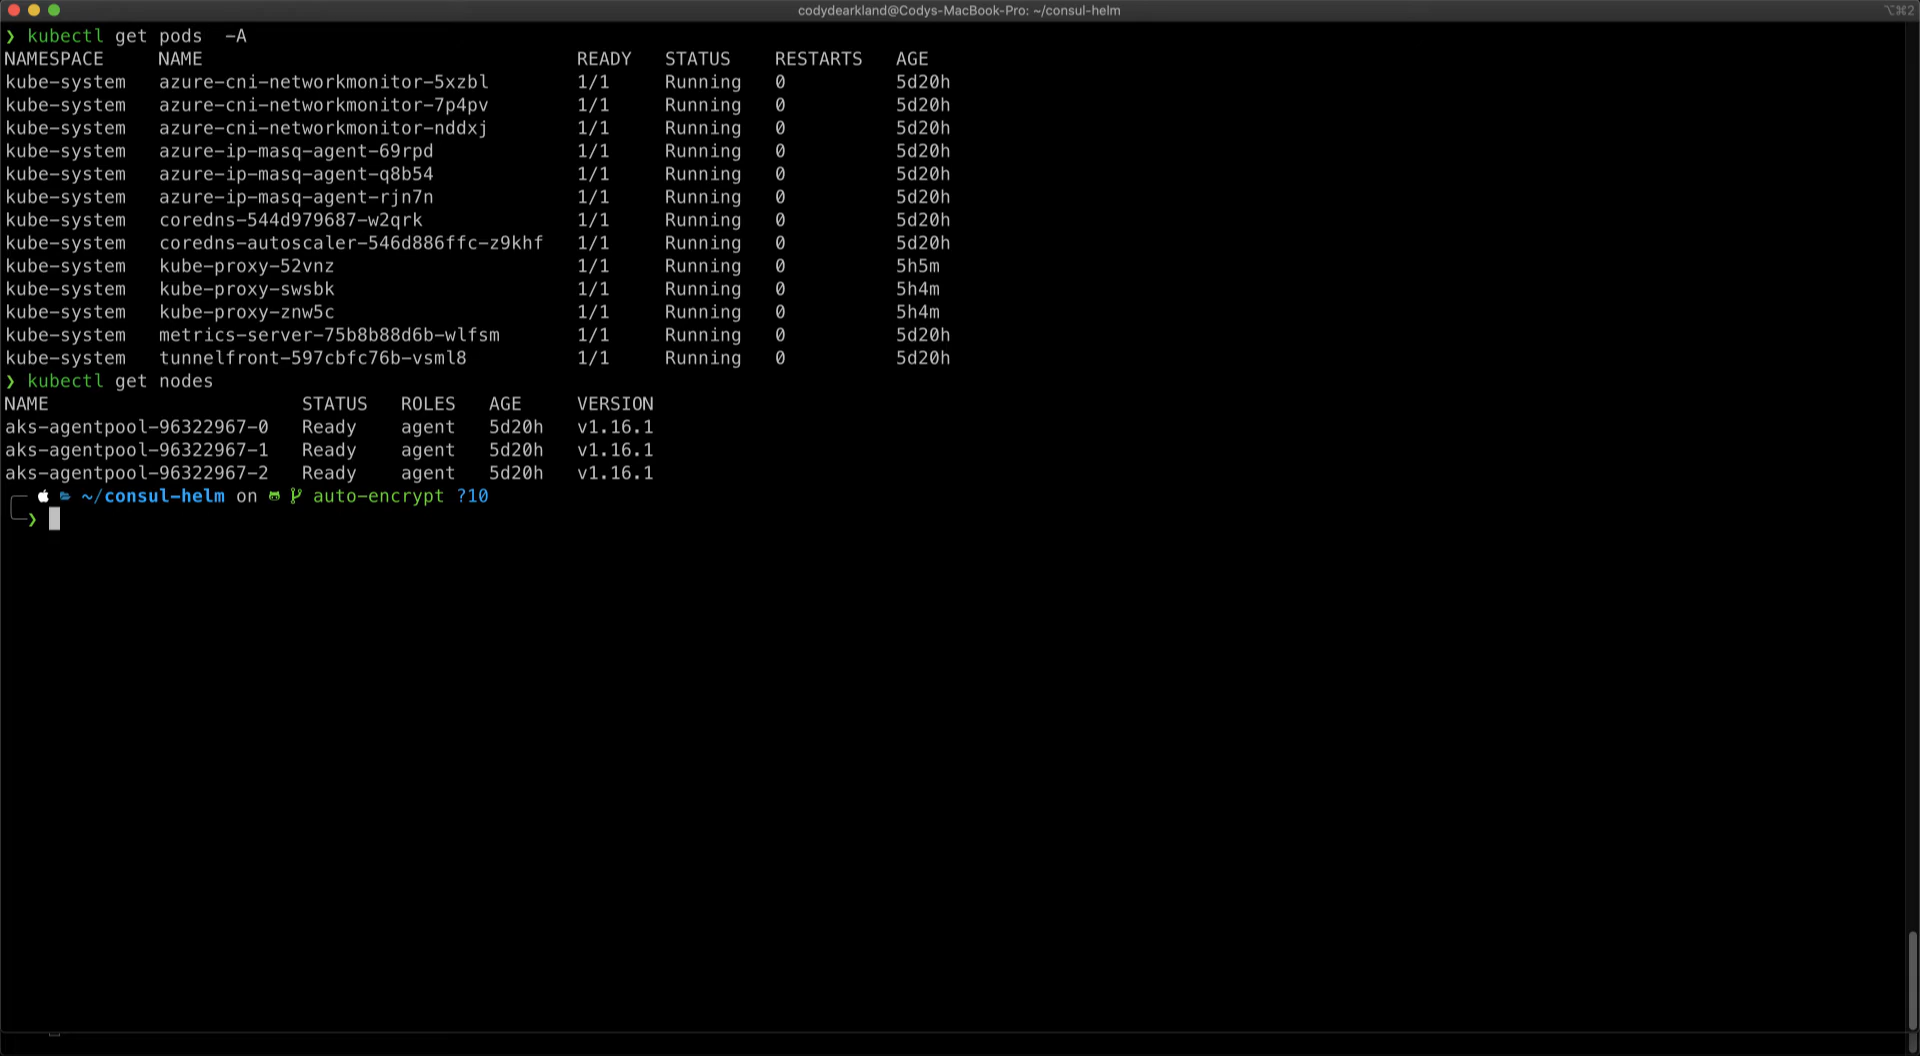 codydearkland@Codys-MacBook-Pro: ~/consul-helm
⌥⌘2
❯ kubectl get pods  -A
NAMESPACE     NAME                                  READY   STATUS    RESTARTS   AGE
kube-system   azure-cni-networkmonitor-5xzbl        1/1     Running   0          5d20h
kube-system   azure-cni-networkmonitor-7p4pv        1/1     Running   0          5d20h
kube-system   azure-cni-networkmonitor-nddxj        1/1     Running   0          5d20h
kube-system   azure-ip-masq-agent-69rpd             1/1     Running   0          5d20h
kube-system   azure-ip-masq-agent-q8b54             1/1     Running   0          5d20h
kube-system   azure-ip-masq-agent-rjn7n             1/1     Running   0          5d20h
kube-system   coredns-544d979687-w2qrk              1/1     Running   0          5d20h
kube-system   coredns-autoscaler-546d886ffc-z9khf   1/1     Running   0          5d20h
kube-system   kube-proxy-52vnz                      1/1     Running   0          5h5m
kube-system   kube-proxy-swsbk                      1/1     Running   0          5h4m
kube-system   kube-proxy-znw5c                      1/1     Running   0          5h4m
kube-system   metrics-server-75b8b88d6b-wlfsm       1/1     Running   0          5d20h
kube-system   tunnelfront-597cbfc76b-vsml8          1/1     Running   0          5d20h
❯ kubectl get nodes
NAME                       STATUS   ROLES   AGE     VERSION
aks-agentpool-96322967-0   Ready    agent   5d20h   v1.16.1
aks-agentpool-96322967-1   Ready    agent   5d20h   v1.16.1
aks-agentpool-96322967-2   Ready    agent   5d20h   v1.16.1
~/consul-helm on auto-encrypt ?10
❯